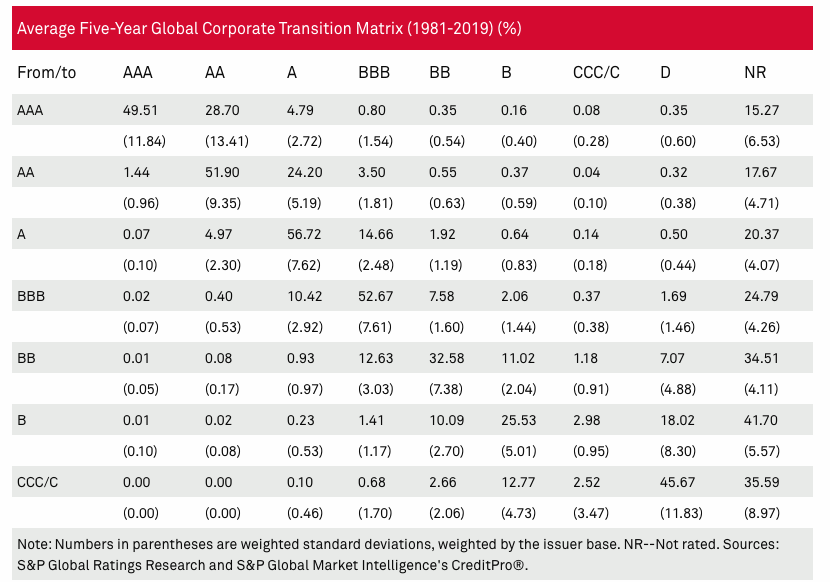 Average Five-Year Global Corporate Transition Matrix (1981-2019) (%)
From/to AAA AA A BBB BB B CCC/C D NR
AAA 49.51 28.70 4.79 0.80 0.35 0.16 0.08 0.35 15.27
(11.84) (13.41) (2.72) (1.54) (0.54) (0.40) (0.28) (0.60) (6.53)
AA 1.44 51.90 24.20 3.50 0.55 0.37 0.04 0.32 17.67
(0.96) (9.35) (5.19) (1.81) (0.63) (0.59) (0.10) (0.38) (4.71)
A 0.07 4.97 56.72 14.66 1.92 0.64 0.14 0.50 20.37
(0.10) (2.30) (7.62) (2.48) (1.19) (0.83) (0.18) (0.44) (4.07)
BBB 0.02 0.40 10.42 52.67 7.58 2.06 0.37 1.69 24.79
(0.07) (0.53) (2.92) (7.61) (1.60) (1.44) (0.38) (1.46) (4.26)
BB 0.01 0.08 0.93 12.63 32.58 11.02 1.18 7.07 34.51
(0.05) (0.17) (0.97) (3.03) (7.38) (2.04) (0.91) (4.88) (4.11)
B 0.01 0.02 0.23 1.41 10.09 25.53 2.98 18.02 41.70
(0.10) (0.08) (0.53) (1.17) (2.70) (5.01) (0.95) (8.30) (5.57)
CCC/C 0.00 0.00 0.10 0.68 2.66 12.77 2.52 45.67 35.59
(0.00) (0.00) (0.46) (1.70) (2.06) (4.73) (3.47) (11.83) (8.97)
Note: Numbers in parentheses are weighted standard deviations, weighted by the issuer base. NR--Not rated. Sources:
S&P Global Ratings Research and S&P Global Market Intelligence's CreditPro®.